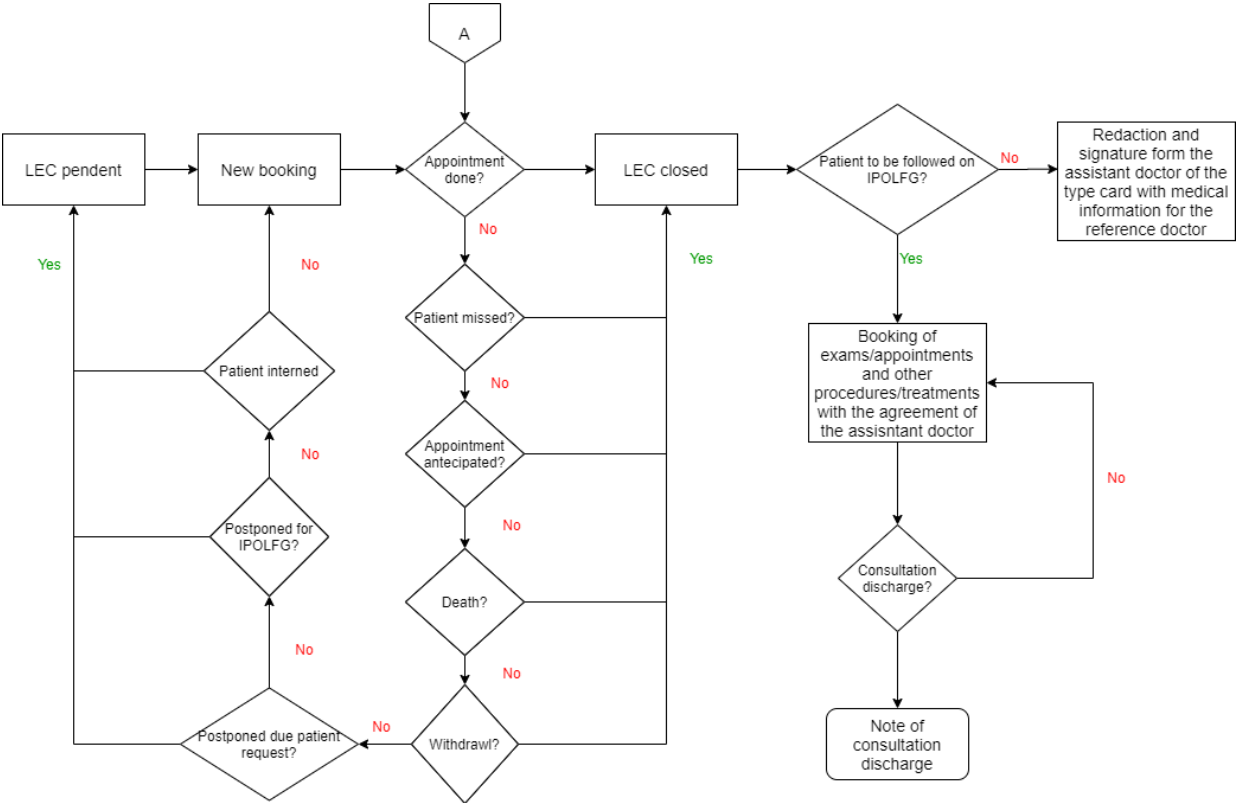 A
LEC pendent
New booking
Appointment
done?
LEC closed
Patient to be followed on
IPOLFG?
No
Redaction and
signature form the
assistant doctor of the
type card with medical
information for the
reference doctor
No
Yes
No
Yes
Yes
Patient missed?
Patient interned
No
Booking of
exams/appointments
and other
procedures/treatments
with the agreement of
the assisntant doctor
No
Appointment
antecipated?
No
No
Postponed for
IPOLFG?
No
Consultation
discharge?
Death?
No
No
Postponed due patient
request?
No
Withdrawl?
Note of
consultation
discharge